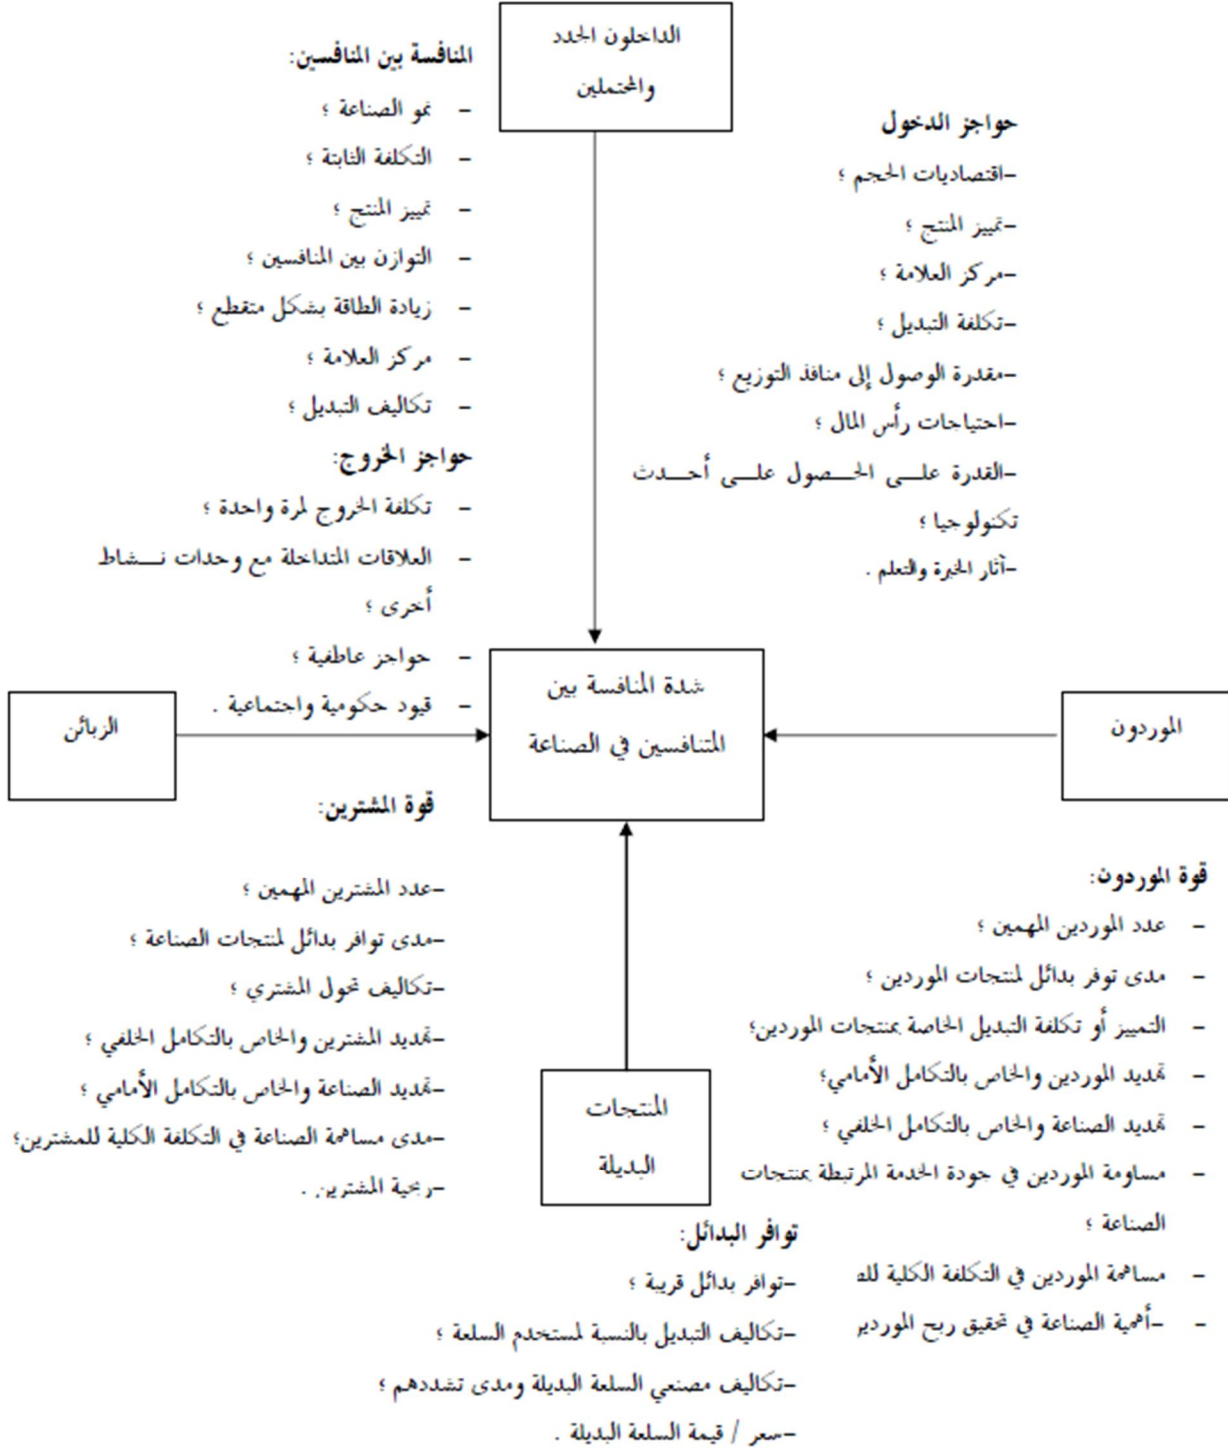 الداخلون الجدد
والمحتملين
حواجز الدخول
-اقتصاديات الحجم ؛
-تمييز المنتج ؛
-مركز العلامة ؛
-تكلفة التبديل ؛
-مقدرة الوصول إلى منافذ التوزيع ؛
-احتياجات رأس المال ؛
-القدرة علـى الحـصول علـى أحـدث
تكنولوجيا ؛
-آثار الخبرة والتعلم .
المنافسة بين المنافسين:
- نمو الصناعة ؛
- التكلفة الثابتة ؛
- تمييز المنتج ؛
- التوازن بين المنافسين ؛
- زيادة الطاقة بشكل متقطع ؛
- مركز العلامة ؛
- تكاليف التبديل ؛
حواجز الخروج:
- تكلفة الخروج لمرة واحدة ؛
- العلاقات المتداخلة مع وحدات نـشاط
أخرى ؛
- حواجز عاطفية ؛
- قيود حكومية واجتماعية .
الموردون
شدة المنافسة بين
المتنافسين في الصناعة
الزبائن
قوة الموردون:
- عدد الموردين المهمين ؛
- مدى توفر بدائل لمنتجات الموردين ؛
- التمييز أو تكلفة التبديل الخاصة بمنتجات الموردين؛
- تهديد الموردين والخاص بالتكامل الأمامي؛
- تهديد الصناعة والخاص بالتكامل الخلفي ؛
- مساومة الموردين في جودة الخدمة المرتبطة بمنتجات
الصناعة ؛
- مساهمة الموردين في التكلفة الكلية
- -أهمية الصناعة في تحقيق ربح
قوة المشترين:
-عدد المشترين المهمين ؛
-مدى توافر بدائل لمنتجات الصناعة ؛
-تكاليف تحول المشتري ؛
-تهديد المشترين والخاص بالتكامل الخلفي ؛
-تهديد الصناعة والخاص بالتكامل الأمامي ؛
-مدى مساهمة الصناعة في التكلفة الكلية للمشترين؛
-ربحية المشترين .
المنتجات
البديلة
توافر البدائل:
-توافر بدائل قريبة ؛
-تكاليف التبديل بالنسبة لمستخدم السلعة ؛
-تكاليف مصنعي السلعة البديلة ومدى تشددهم ؛
-سعر / قيمة السلعة البديلة .